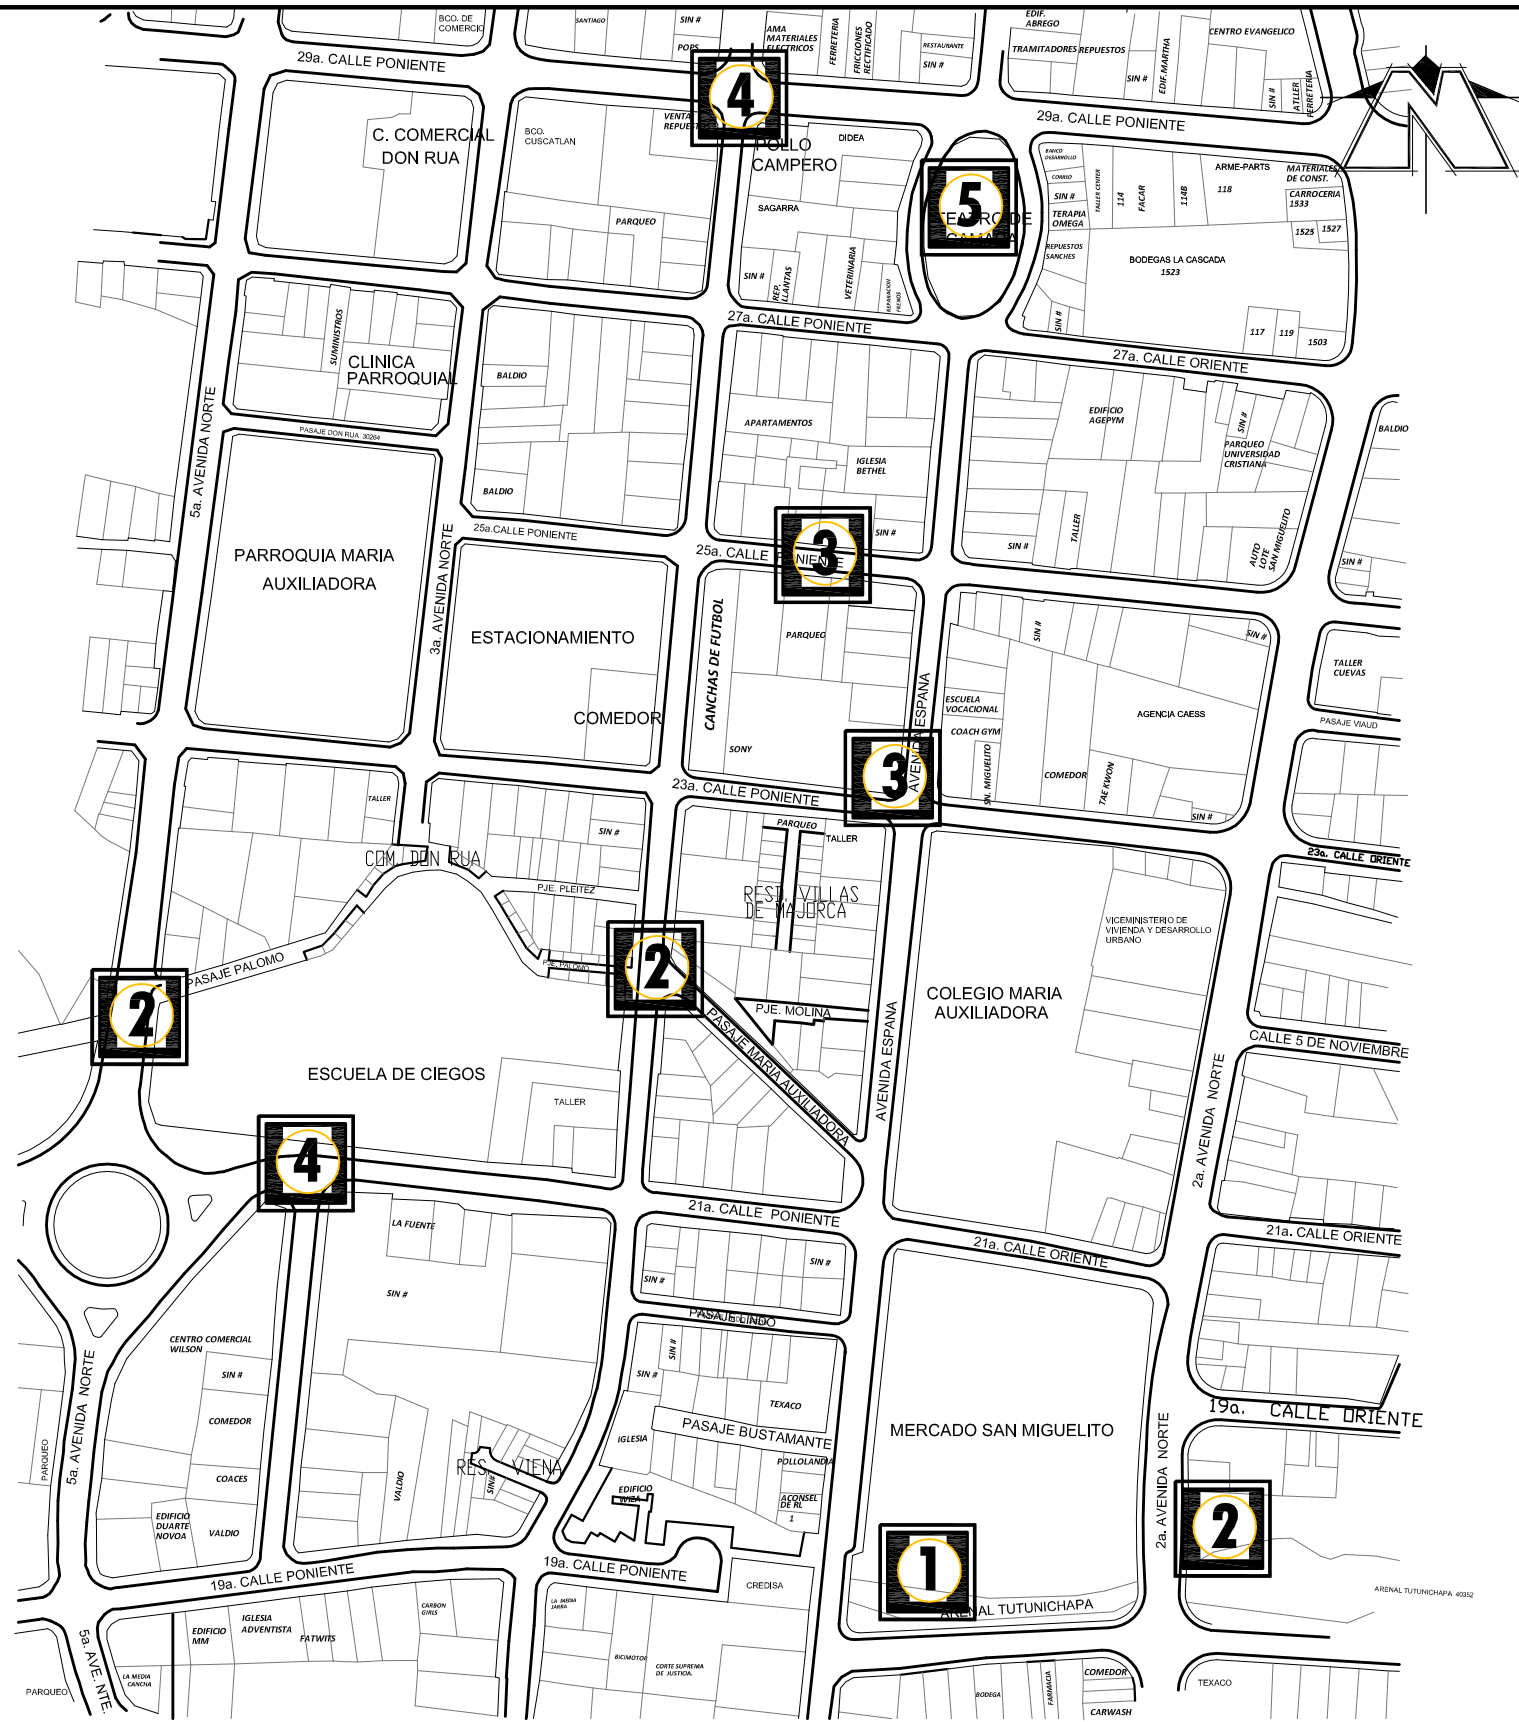 BCO. DE
COMERCIO
SANTIAGO
SIN #
POPS
AMA
MATERIALES
ELECTRICOS
FERRETERIA
FRICCIONES
RECTIFICADO
RESTAURANTE
SIN #
EDIF.
ABREGO
TRAMITADORES
REPUESTOS
SIN #
EDIF. MARTHA
CENTRO EVANGELICO
SIN #
ATLLER
FERRETERIA
29a. CALLE PONIENTE
4
29a. CALLE PONIENTE
C. COMERCIAL
DON RUA
BCO.
CUSCATLAN
PARQUEO
POLLO
CAMPERO
DIDEA
SAGARRA
SIN #
REP.
LLANTAS
VETERINARIA
REPARACION
FRENOS
5
BANCO
DESARROLLO
CORREO
SIN #
TERAPIA
OMEGA
REPUESTOS
SANCHES
SIN #
TALLER CENTER
114
FACAR
114B
ARME-PARTS
118
MATERIALES
DE CONST.
CARROCERIA
1533
1525
1527
BODEGAS LA CASCADA
1523
117
119
1503
27a. CALLE PONIENTE
27a. CALLE ORIENTE
SUMINISTROS
CLINICA
PARROQUIAL
PASAJE DON RUA 30264
5a. AVENIDA NORTE
BALDIO
BALDIO
APARTAMENTOS
IGLESIA
BETHEL
SIN #
EDIFICIO
AGEPYM
SIN #
PARQUEO
UNIVERSIDAD
CRISTIANA
TALLER
SIN #
AUTO
LOTE
SAN MIGUELITO
BALDIO
SIN #
25a.CALLE PONIENTE
25a. CALLE PONIENTE
3
PARROQUIA MARIA
AUXILIADORA
3a. AVENIDA NORTE
ESTACIONAMIENTO
COMEDOR
CANCHAS DE FUTBOL
PARQUEO
SONY
AVENIDA ESPANA
SIN #
SIN #
ESCUELA
VOCACIONAL
COACH GYM
SN. MIGUELITO
AGENCIA CAESS
COMEDOR
TAE KWON
SIN #
TALLER
CUEVAS
PASAJE VIAUD
3
23a. CALLE PONIENTE
23a. CALLE ORIENTE
TALLER
SIN #
COM. DON RUA
PJE. PLEITEZ
PJE. PALOMO
PARQUEO
TALLER
RESD. VILLAS
DE MAJORCA
VICEMINISTERIO DE
VIVIENDA Y DESARROLLO
URBANO
PASAJE PALOMO
2
2
COLEGIO MARIA
AUXILIADORA
PJE. MOLINA
PASAJE MARIA AUXILIADORA
AVENIDA ESPANA
CALLE 5 DE NOVIEMBRE
ESCUELA DE CIEGOS
TALLER
2a. AVENIDA NORTE
4
21a. CALLE PONIENTE
21a. CALLE ORIENTE
21a. CALLE ORIENTE
LA FUENTE
SIN #
SIN #
SIN #
CENTRO COMERCIAL
WILSON
SIN #
COMEDOR
COACES
EDIFICIO
DUARTE
NOVOA
VALDIO
VALDIO
PARQUEO
5a. AVENIDA NORTE
SIN #
SIN #
TEXACO
PASAJE BUSTAMANTE
IGLESIA
POLLOLANDIA
ACONSEL
DE RL
1
RES. VIENA
SIN#
MERCADO SAN MIGUELITO
19a. CALLE ORIENTE
2a. AVENIDA NORTE
2
1
ARENAL TUTUNICHAPA
ARENAL TUTUNICHAPA 40352
19a. CALLE PONIENTE
19a. CALLE PONIENTE
CREDISA
5a. AVE. NTE.
PARQUEO
LA MEDIA
CANCHA
EDIFICIO
MM
IGLESIA
ADVENTISTA
FATWITS
CARBON
GIRLS
BICIMOTOR
CORTE SUPREMA
DE JUSTICIA.
BODEGA
FARMACIA
COMEDOR
CARWASH
TEXACO